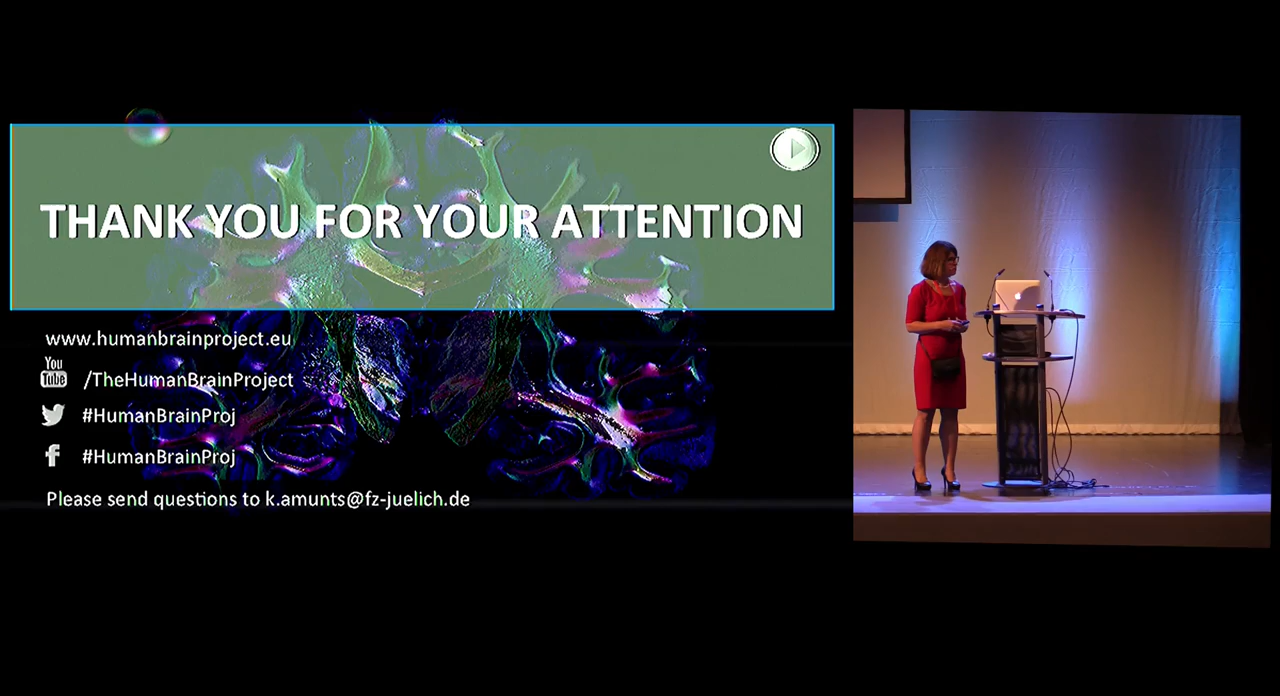 THANK YOU FOR YOUR ATTENTION
www.humanbrainproject.eu
You Tube /TheHumanBrainProject
#HumanBrainProj
#HumanBrainProj
Please send questions to k.amunts@fz-juelich.de